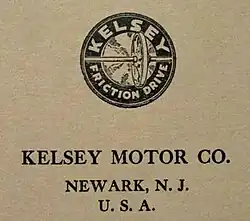 KELSEY
FRICTION DRIVE
KELSEY MOTOR CO.
NEWARK, N. J.
U. S. A.